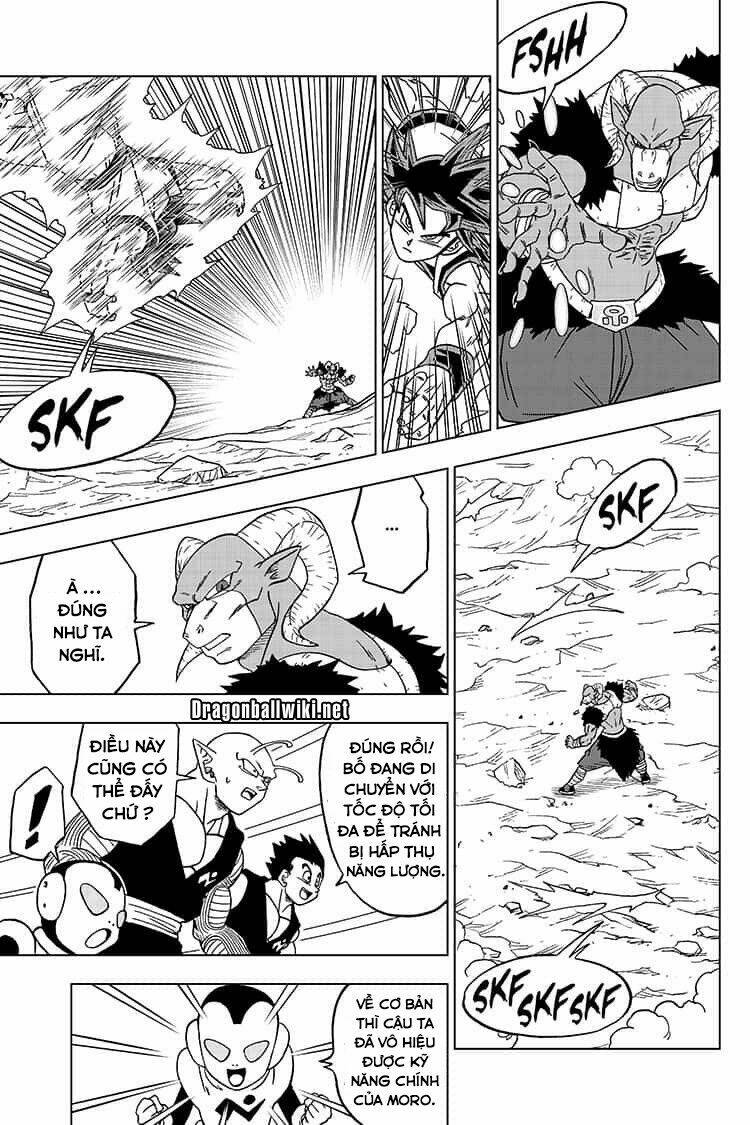 FSHH
SKF
SKF
SKF SKF SKF
...
À ...
ĐÚNG
NHƯ TA
NGHĨ.
Dragonballwiki.net
ĐÚNG RỒI!
BỐ ĐANG DI
CHUYỂN VỚI
TỐC ĐỘ TỐI
ĐA ĐỂ TRÁNH
BỊ HẤP THỤ
NĂNG LƯỢNG.
ĐIỀU NÀY
CŨNG CÓ
THỂ ĐẤY
CHỨ ?
!
VỀ CƠ BẢN
THÌ CẬU TA
ĐÃ VÔ HIỆU
ĐƯỢC KỸ
NĂNG CHÍNH
CỦA MORO.